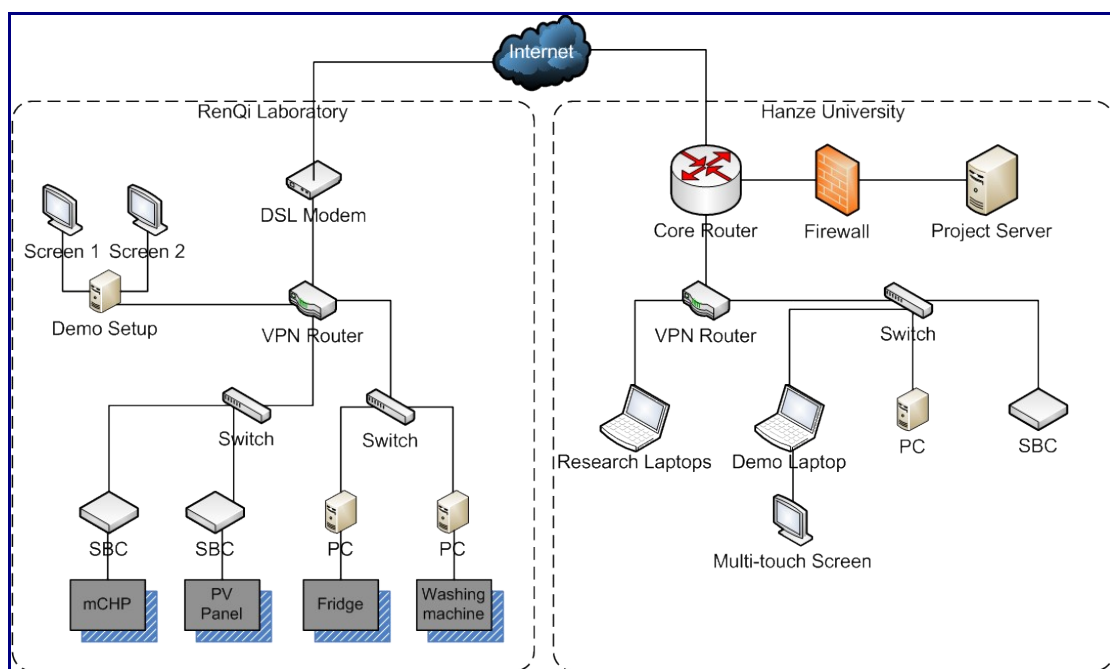 Internet
RenQi Laboratory
DSL Modem
Screen 1
Screen 2
Demo Setup
VPN Router
Switch
Switch
SBC
SBC
PC
PC
mCHP
PV
Panel
Fridge
Washing
machine
Hanze University
Core Router
Firewall
Project Server
VPN Router
Switch
Research Laptops
Demo Laptop
PC
SBC
Multi-touch Screen